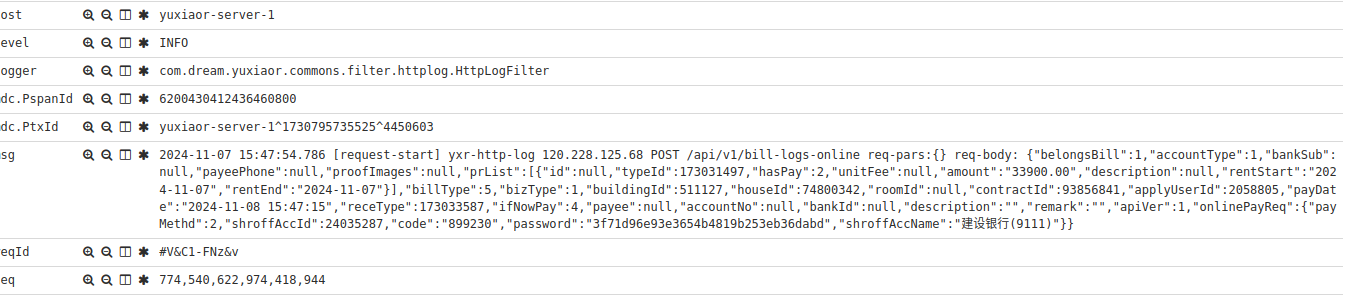 ost yuxiaor-server-1
evel INFO
ogger com.dream.yuxiaor.commons.filter.httplog.HttpLogFilter
dc.PspanId 6200430412436460800
dc.PtxId yuxiaor-server-1^1730795735525^4450603
sg 2024-11-07 15:47:54.786 [request-start] yxr-http-log 120.228.125.68 POST /api/v1/bill-logs-online req-pars:{} req-body: {"belongsBill":1,"accountType":1,"bankSub":
null,"payeePhone":null,"proofImages":null,"prList":[{"id":null,"typeId":173031497,"hasPay":2,"unitFee":null,"amount":"33900.00","description":null,"rentStart":"202
4-11-07","rentEnd":"2024-11-07"}],"billType":5,"bizType":1,"buildingId":511127,"houseId":74800342,"roomId":null,"contractId":93856841,"applyUserId":2058805,"payDat
e":"2024-11-08 15:47:15","receType":173033587,"ifNowPay":4,"payee":null,"accountNo":null,"bankId":null,"description":"","remark":"","apiVer":1,"onlinePayReq":{"pay
Methd":2,"shroffAccId":24035287,"code":"899230","password":"3f71d96e93e3654b4819b253eb36dabd","shroffAccName":"建设银行(9111)"}}
eqId #V&C1-FNz&v
eq 774,540,622,974,418,944